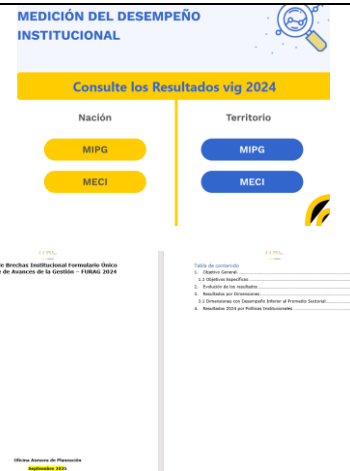 MEDICIÓN DEL DESEMPEÑO
INSTITUCIONAL
Consulte los Resultados vig 2024
Nación
Territorio
MIPG
MIPG
MECI
MECI
de Brechas Institucional Formulario Único
de Avances de la Gestión – FURAG 2024
Oficina Asesora de Planeación
Septiembre 2025
Tabla de contenido
1. Objetivo General
1.1 Objetivos Específicos
2. Evolución de los resultados
3. Resultados por Dimensiones
3.1 Dimensiones con Desempeño Inferior al Promedio Sectorial
4. Resultados 2024 por Políticas Institucionales